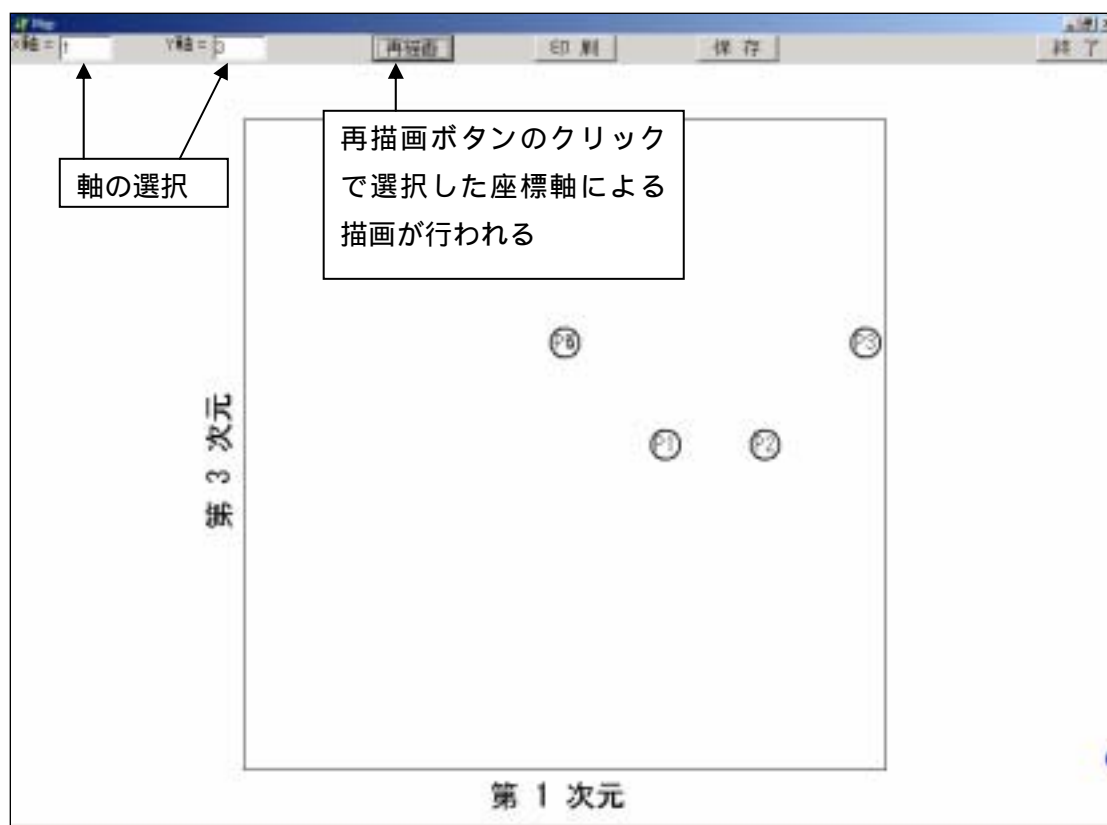 Map
X軸 = 1
Y軸 = 3
再描画
印 刷
保 存
終 了
軸の選択
再描画ボタンのクリック
で選択した座標軸による
描画が行われる
P3
P1
P2
第 3 次元
第 1 次元